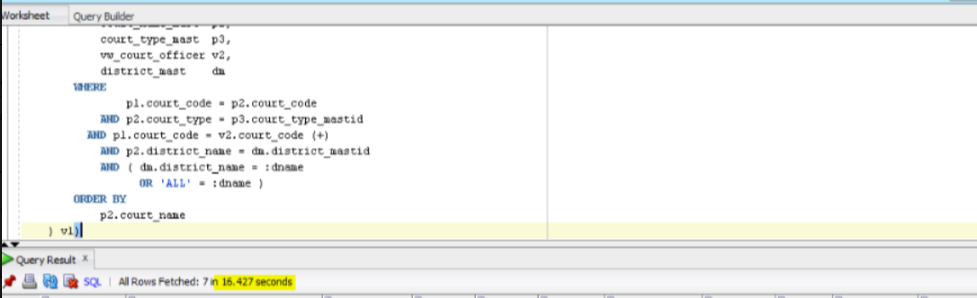 Worksheet Query Builder
court_type_mast p3,
vw_court_officer v2,
district_mast dm
WHERE
p1.court_code = p2.court_code
AND p2.court_type = p3.court_type_mastid
AND p1.court_code = v2.court_code (+)
AND p2.district_name = dm.district_mastid
AND ( dm.district_name = :dname
OR 'ALL' = :dname )
ORDER BY
p2.court_name
) v1)
Query Result x
SQL | All Rows Fetched: 7 in 16.427 seconds